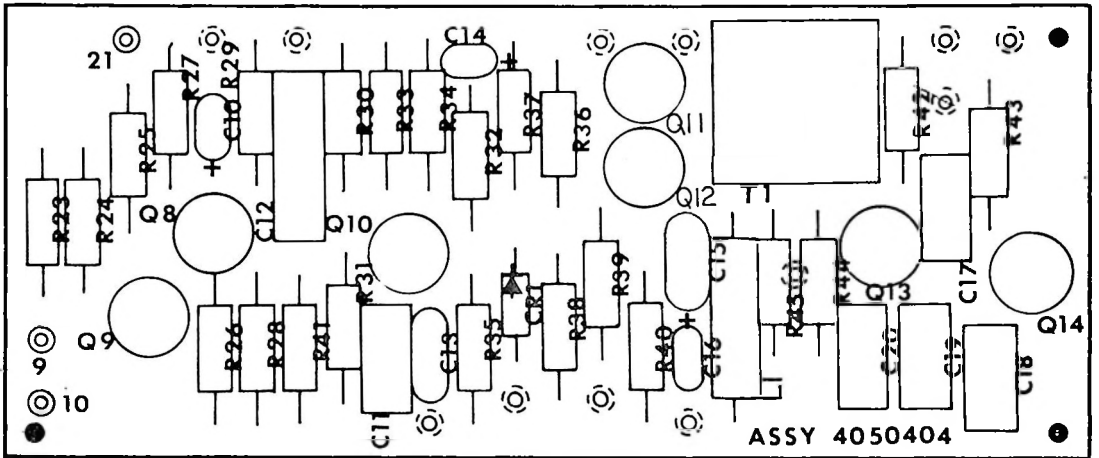 21
R27
R29
C10
C14
+
R30
R33
R34
R37
R32
R36
Q11
R42
R43
R25
+
R23
R24
Q8
C12
Q10
Q12
T1
R31
R39
C15
R45
R44
Q13
C17
Q14
Q9
R26
R28
R41
C13
R35
CR1
R38
R40
+
C16
L1
C20
C19
C18
9
10
C11
ASSY 4050404